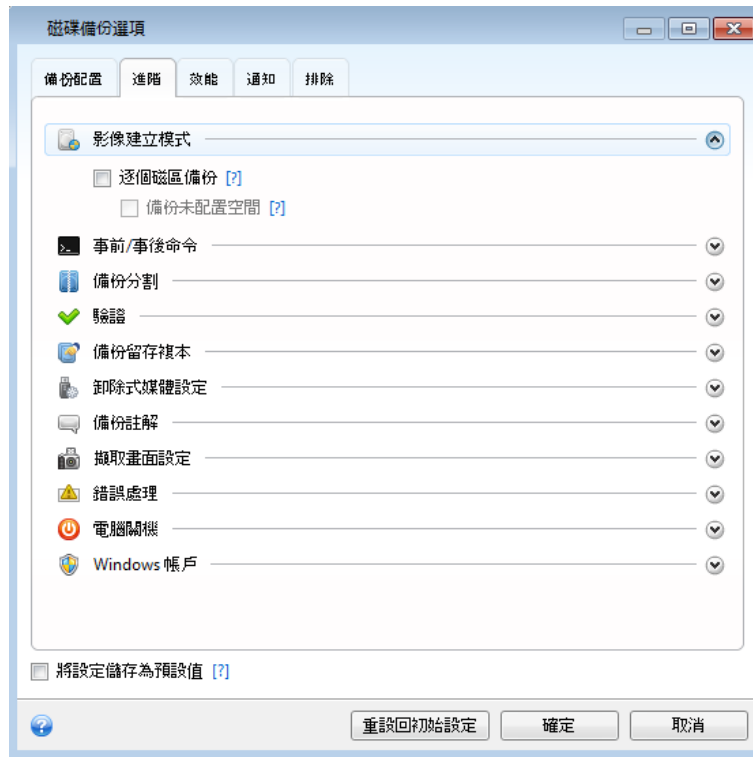 磁碟備份選項
備份配置 進階 效能 通知 排除
影像建立模式
逐個磁區備份 [?]
備份未配置空間 [?]
事前/事後命令
備份分割
驗證
備份留存複本
卸除式媒體設定
備份註解
擷取畫面設定
錯誤處理
電腦關機
Windows 帳戶
將設定儲存為預設值 [?]
重設回初始設定 確定 取消